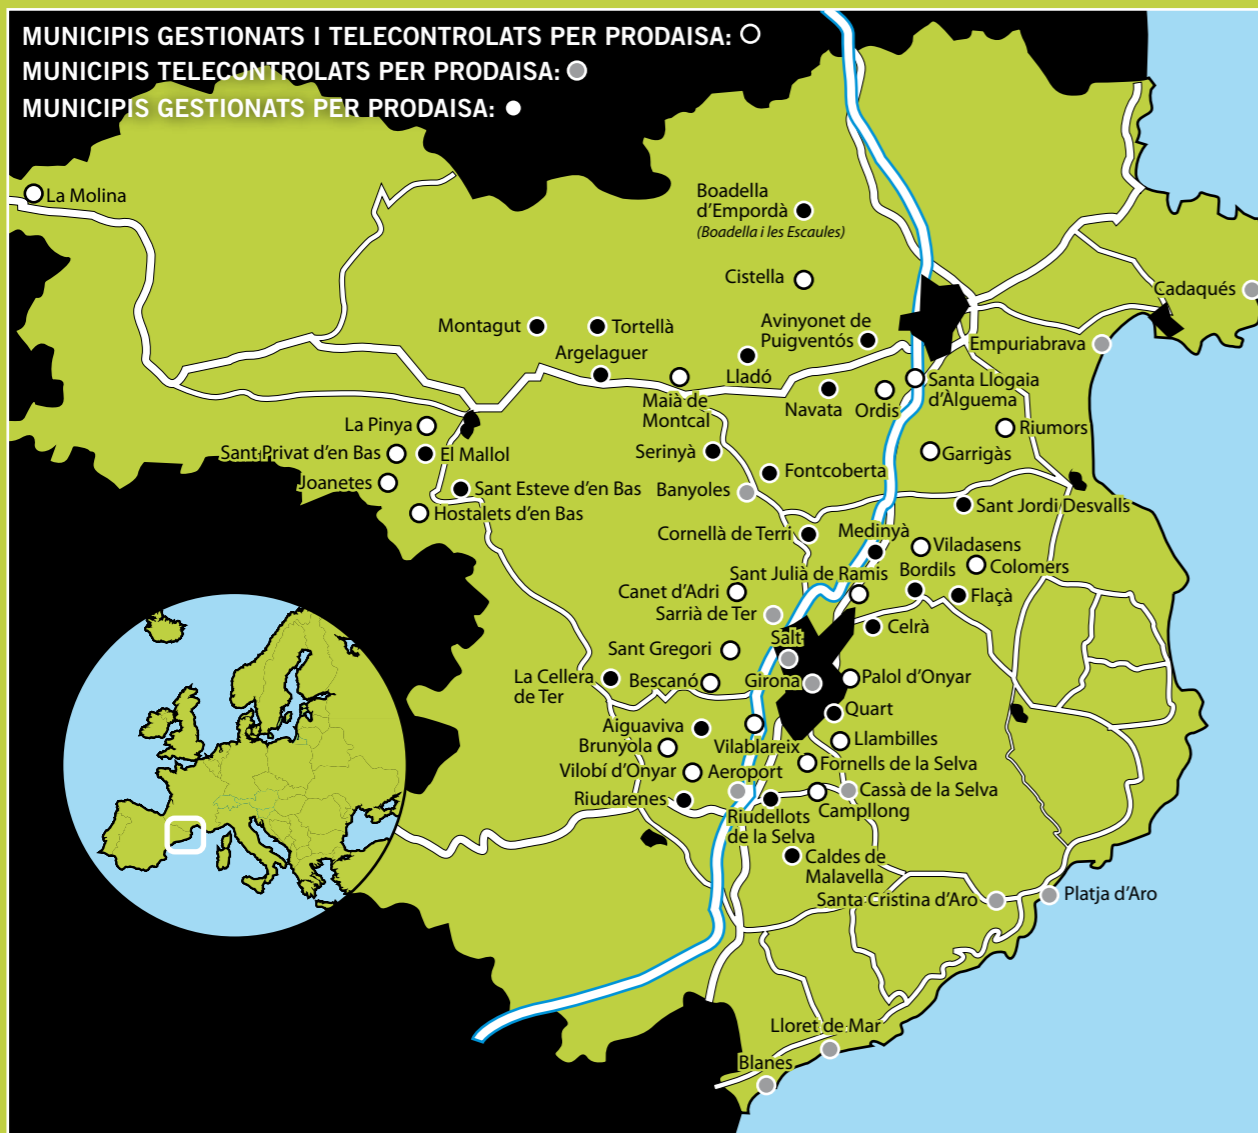 MUNICIPIS GESTIONATS I TELECONTROLATS PER PRODAISA:
MUNICIPIS TELECONTROLATS PER PRODAISA:
MUNICIPIS GESTIONATS PER PRODAISA:
La Molina
Boadella
d'Empordà
(Boadella i les Escaules)
Cistella
Cadaqués
Montagut
Tortellà
Avinyonet de
Puigventós
Empuriabrava
Argelaguer
Lladó
Maià de
Montcal
Navata
Ordis
Santa Llogaia
d'Àlguema
La Pinya
Riumors
Sant Privat d'en Bas
El Mallol
Serinyà
Garrigàs
Joanetes
Sant Esteve d'en Bas
Fontcoberta
Banyoles
Hostalets d'en Bas
Sant Jordi Desvalls
Cornellà de Terri
Medinyà
Viladasens
Sant Julià de Ramis
Bordils
Colomers
Canet d'Adri
Flaçà
Sarrià de Ter
Celrà
Salt
Sant Gregori
La Cellera
de Ter
Bescanó
Girona
Palol d'Onyar
Quart
Aiguaviva
Brunyòla
Vilablareix
Llambilles
Vilobí d'Onyar
Aeroport
Fornells de la Selva
Riudarenes
Cassà de la Selva
Campllong
Riudellots
de la Selva
Caldes de
Malavella
Santa Cristina d'Aro
Platja d'Aro
Lloret de Mar
Blanes